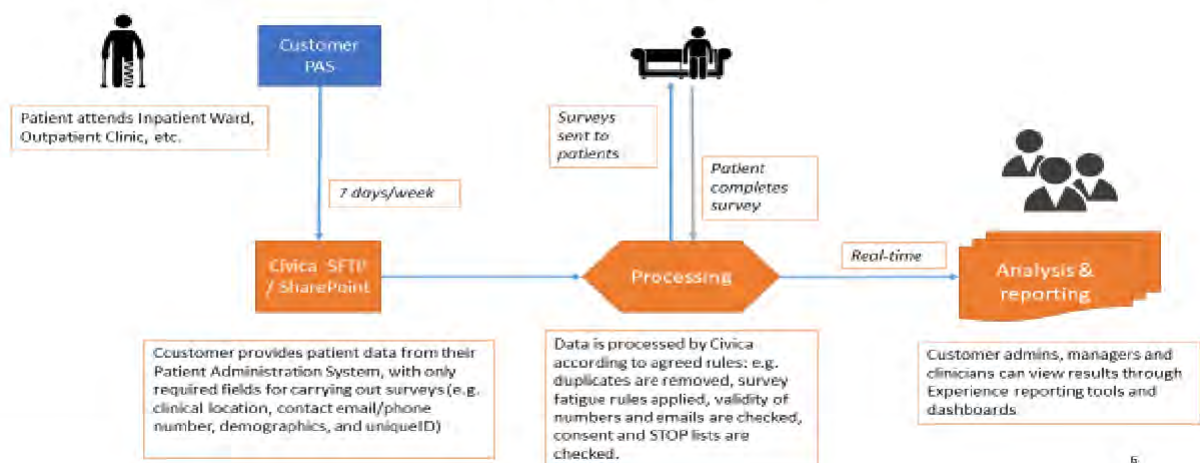 Customer
PAS
Patient attends Inpatient Ward,
Outpatient Clinic, etc.
Surveys
sent to
patients
Patient
completes
survey
7 days/week
Civica SFTP
/ SharePoint
Processing
Real-time
Analysis &
reporting
Ccustomer provides patient data from their
Patient Administration System, with only
required fields for carrying out surveys (e.g.
clinical location, contact email/phone
number, demographics, and uniqueID)
Data is processed by Civica
according to agreed rules: e.g.
duplicates are removed, survey
fatigue rules applied, validity of
numbers and emails are checked,
consent and STOP lists are
checked.
Customer admins, managers and
clinicians can view results through
Experience reporting tools and
dashboards
6